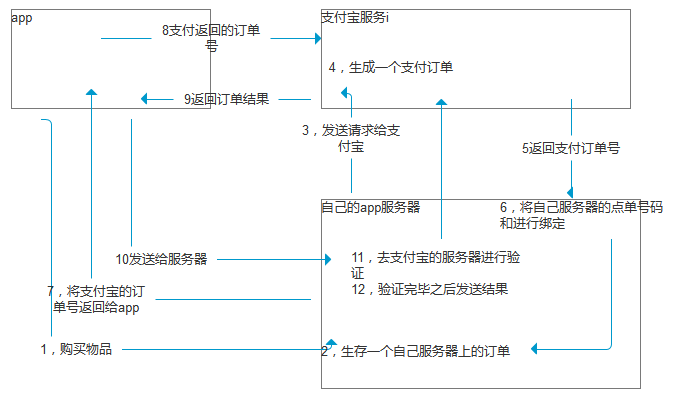 app
支付宝服务i
8支付返回的订单
号
4，生成一个支付订单
9返回订单结果
3，发送请求给支
付宝
5返回支付订单号
自己的app服务器
6，将自己服务器的点单号码
和进行绑定
10发送给服务器
11，去支付宝的服务器进行验
证
12，验证完毕之后发送结果
7，将支付宝的订
单号返回给app
1，购买物品
2，生存一个自己服务器上的订单